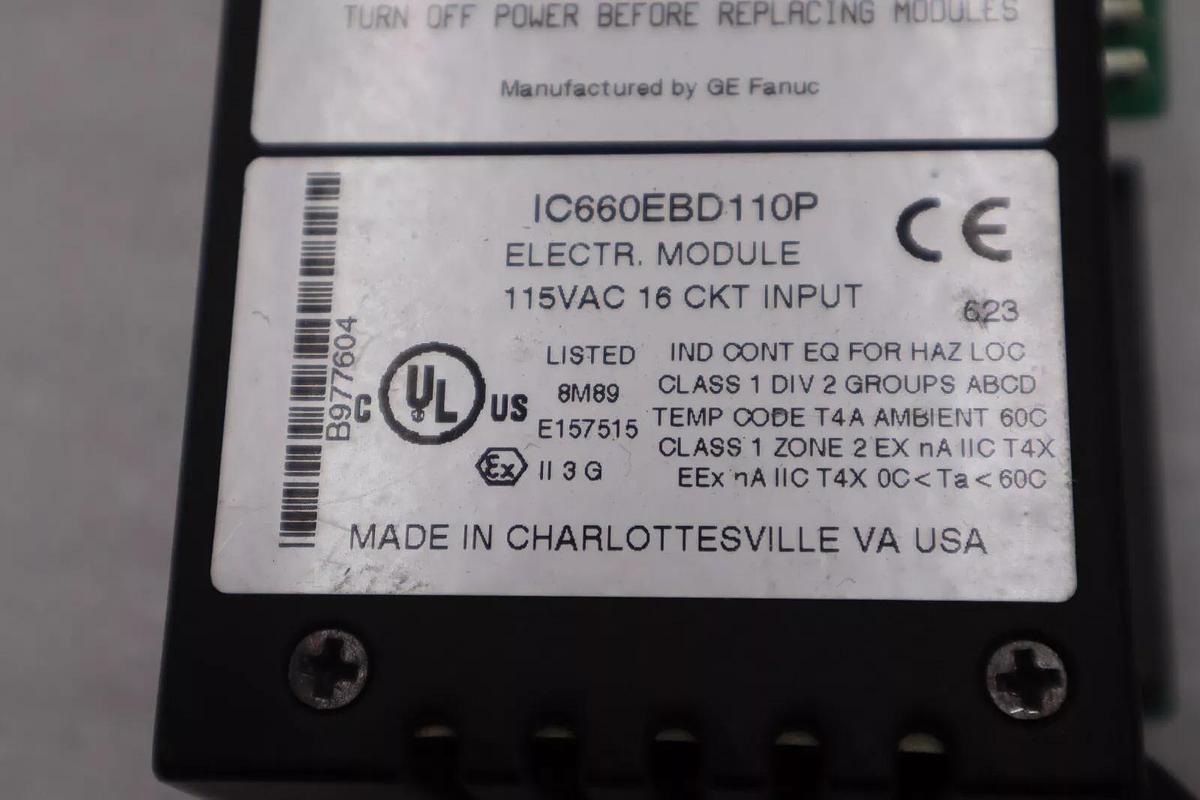 TURN OFF POWER BEFORE REPLACING MODULES
Manufactured by GE Fanuc
IC660EBD110P
ELECTR. MODULE
115VAC 16 CKT INPUT
CE
623
B977604
C UL US
LISTED
8M89
E157515
IND CONT EQ FOR HAZ LOC
CLASS 1 DIV 2 GROUPS ABCD
TEMP CODE T4A AMBIENT 60C
CLASS 1 ZONE 2 EX nA IIC T4X
EEx nA IIC T4X 0C<Ta<60C
Ex II 3 G
MADE IN CHARLOTTESVILLE VA USA